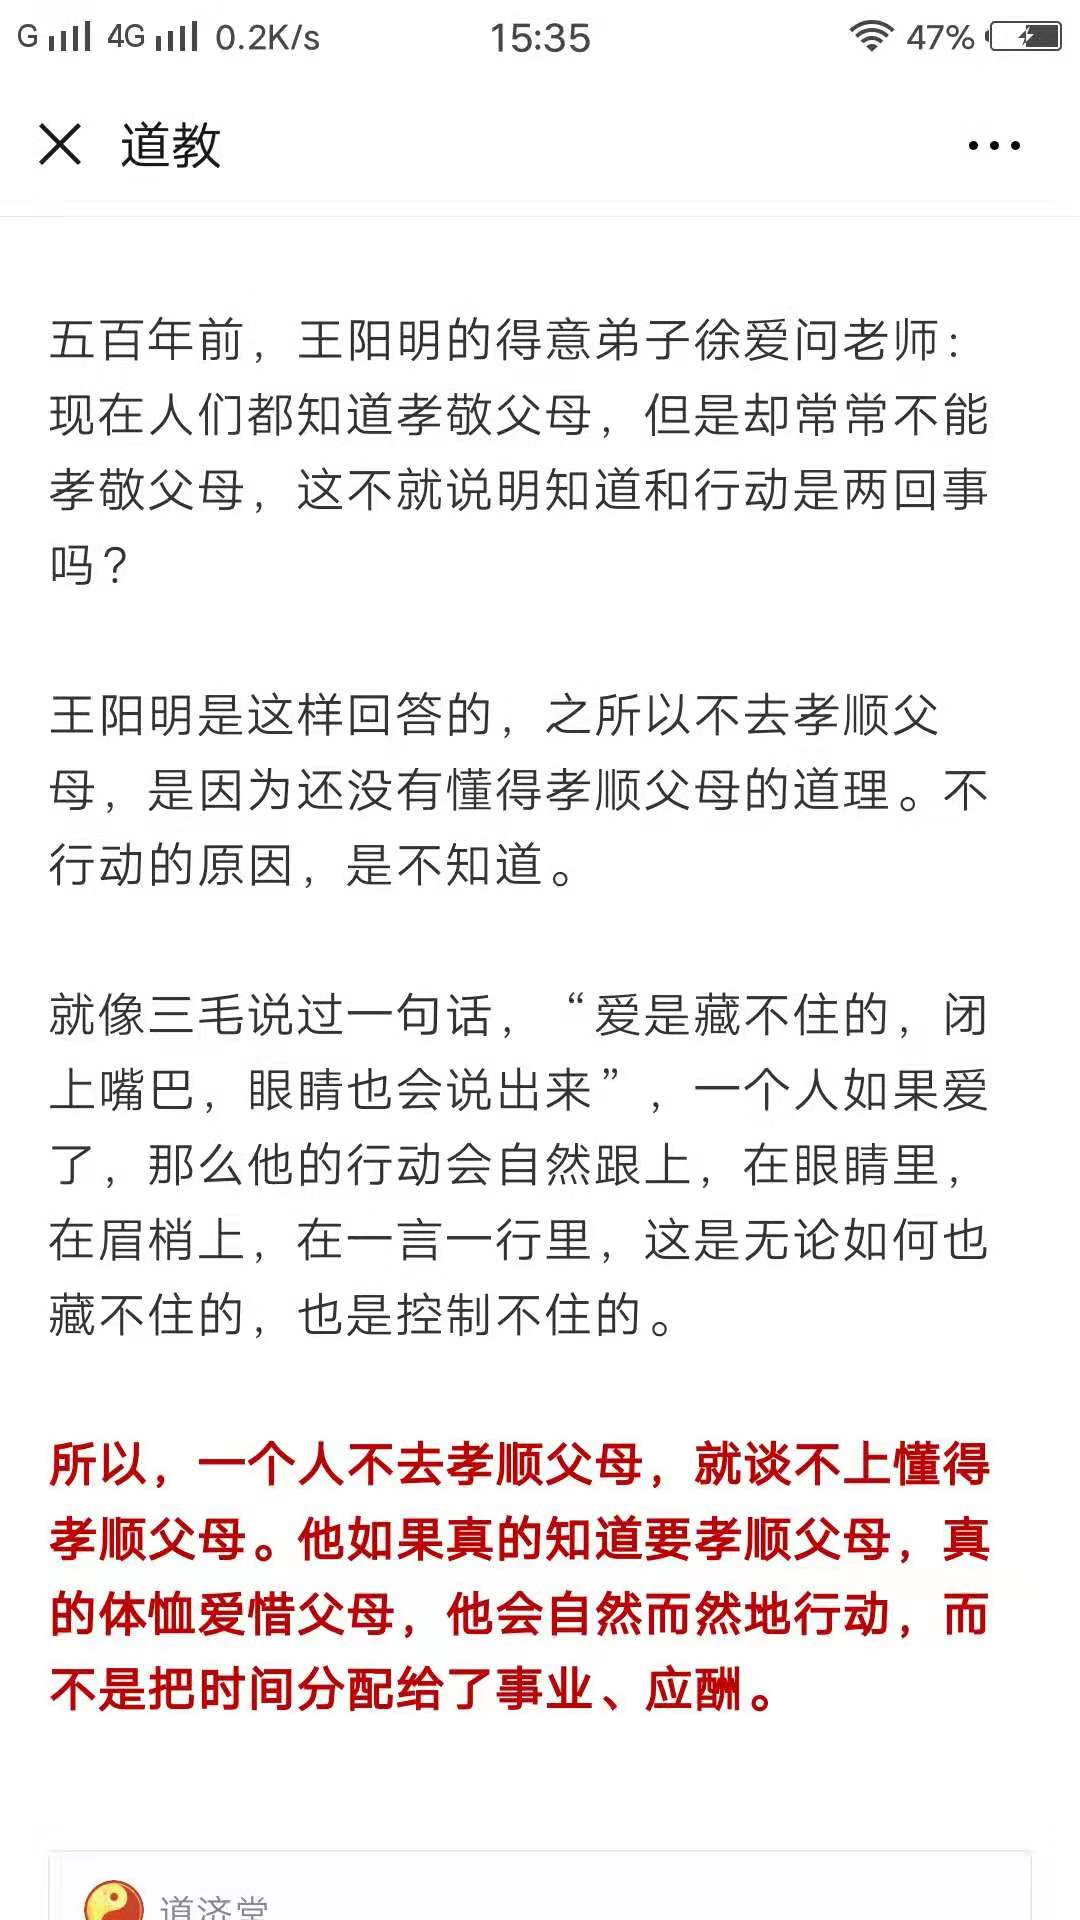 G 4G 0.2K/s 15:35 47%
道教
五百年前，王阳明的得意弟子徐爱问老师：
现在人们都知道孝敬父母，但是却常常不能
孝敬父母，这不就说明知道和行动是两回事
吗？
王阳明是这样回答的，之所以不去孝顺父
母，是因为还没有懂得孝顺父母的道理。不
行动的原因，是不知道。
就像三毛说过一句话，“爱是藏不住的，闭
上嘴巴，眼睛也会说出来”，一个人如果爱
了，那么他的行动会自然跟上，在眼睛里，
在眉梢上，在一言一行里，这是无论如何也
藏不住的，也是控制不住的。
所以，一个人不去孝顺父母，就谈不上懂得
孝顺父母。他如果真的知道要孝顺父母，真
的体恤爱惜父母，他会自然而然地行动，而
不是把时间分配给了事业、应酬。
道济堂